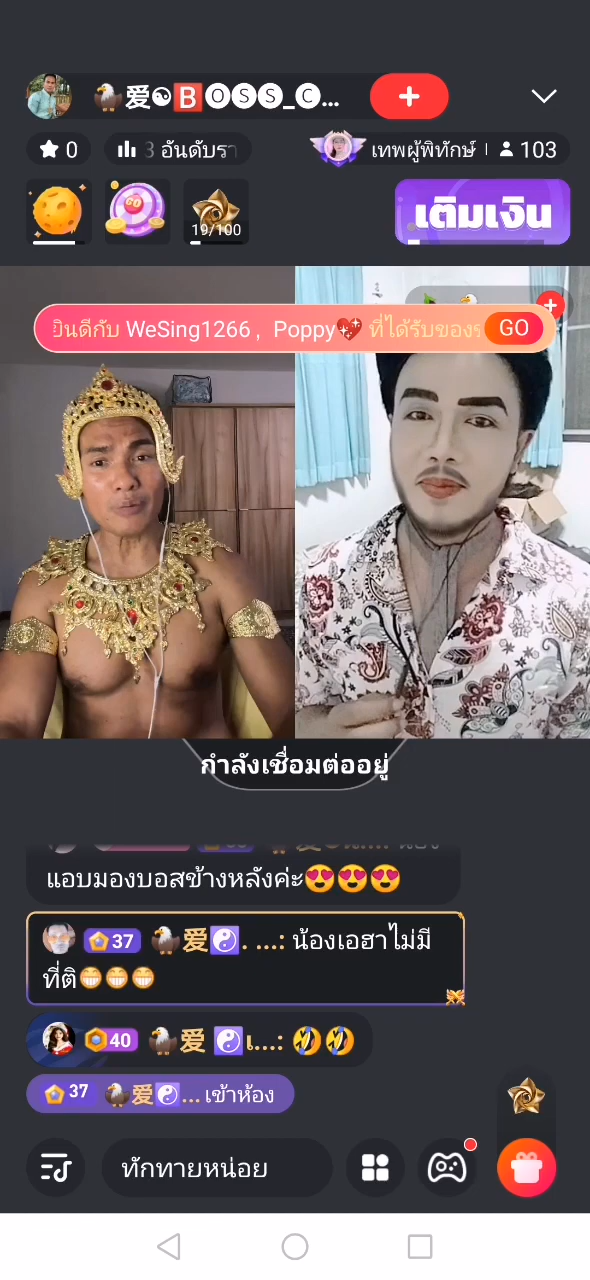 🦅爱☯🅱🅞🅢🅢_🅒...
0
3 อันดับรา
เทพผู้พิทักษ์
103
GO
19/100
เติมเงิน
ยินดีกับ WeSing1266 , Poppy💖 ที่ได้รับของข
GO
กำลังเชื่อมต่ออยู่
แอบมองบอสข้างหลังค่ะ😍😍😍
37 🦅爱☯. ...: น้องเอฮาไม่มี
ที่ติ😁😁😁
40 🦅爱 ☯เ...: 🤣🤣
37 🦅爱☯... เข้าห้อง
ทักทายหน่อย